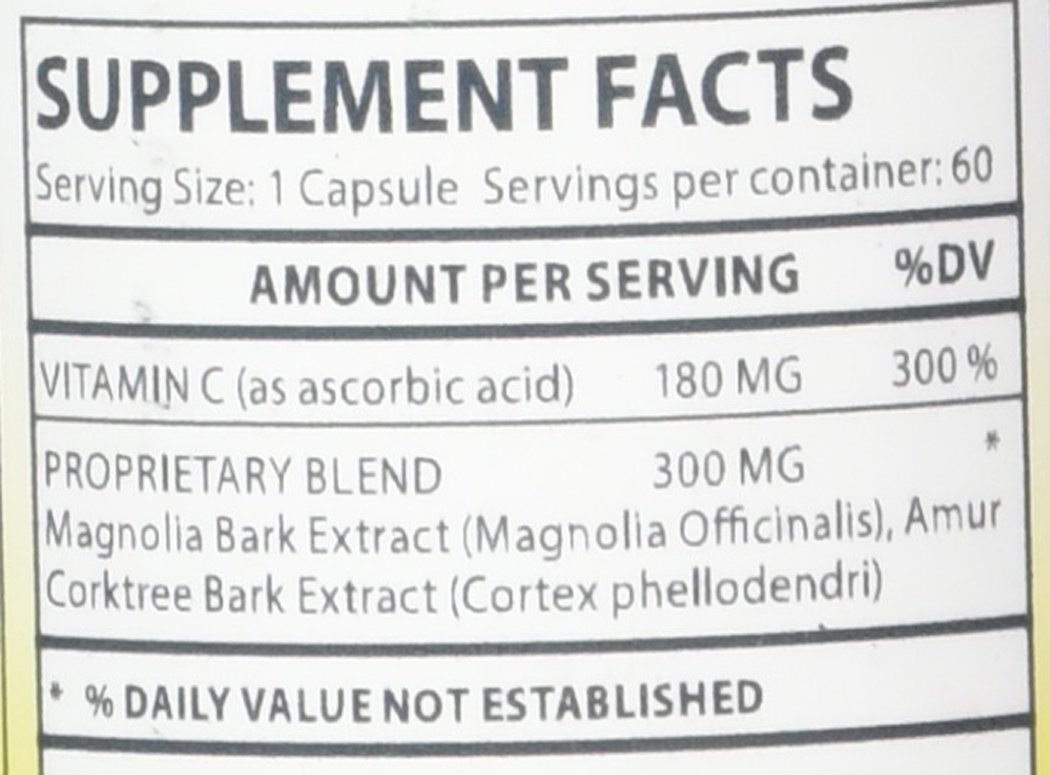 SUPPLEMENT FACTS
Serving Size: 1 Capsule Servings per container: 60
AMOUNT PER SERVING %DV
VITAMIN C (as ascorbic acid) 180 MG 300 %
PROPRIETARY BLEND 300 MG *
Magnolia Bark Extract (Magnolia Officinalis), Amur
Corktree Bark Extract (Cortex phellodendri)
* % DAILY VALUE NOT ESTABLISHED